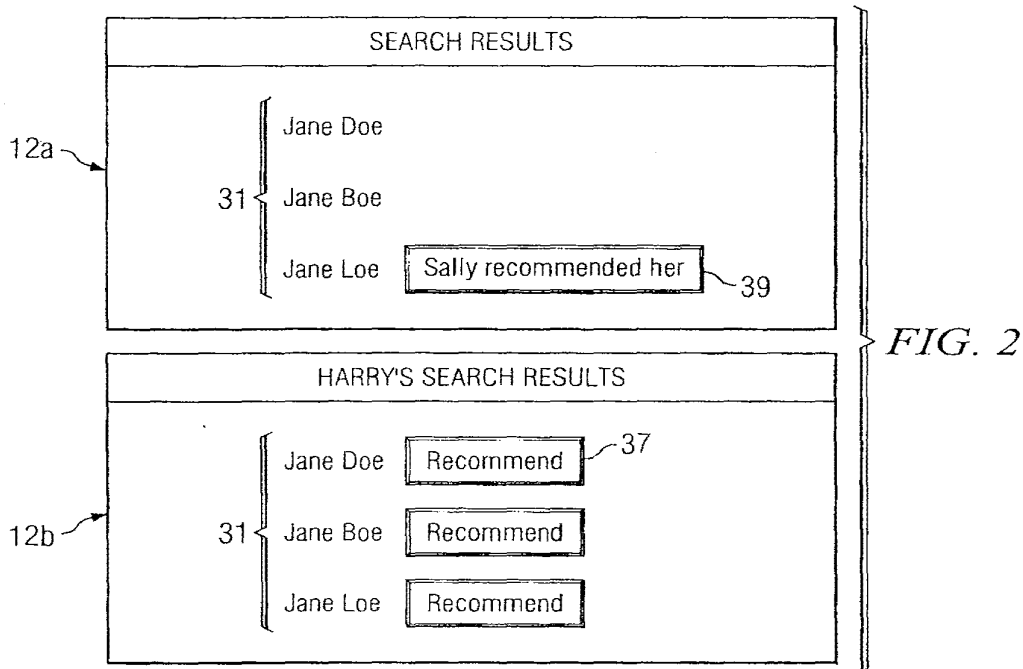 SEARCH RESULTS
12a
31
Jane Doe
Jane Boe
Jane Loe Sally recommended her
39
FIG. 2
HARRY'S SEARCH RESULTS
12b
31
Jane Doe Recommend
37
Jane Boe Recommend
Jane Loe Recommend